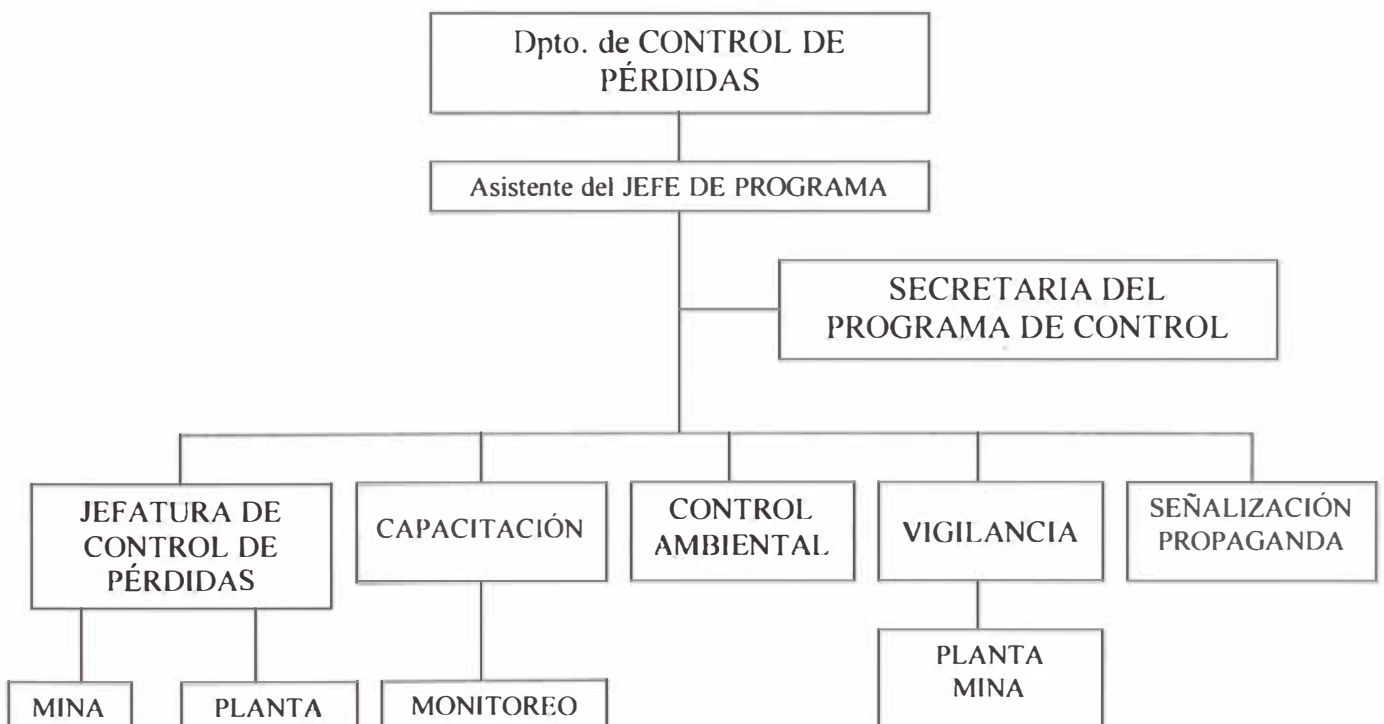 Dpto. de CONTROL DE
PÉRDIDAS
Asistente del JEFE DE PROGRAMA
SECRETARIA DEL
PROGRAMA DE CONTROL
JEFATURA DE
CONTROL DE
PÉRDIDAS
CAPACITACIÓN
CONTROL
AMBIENTAL
VIGILANCIA
SEÑALIZACIÓN
PROPAGANDA
MINA
PLANTA
MONITOREO
PLANTA
MINA